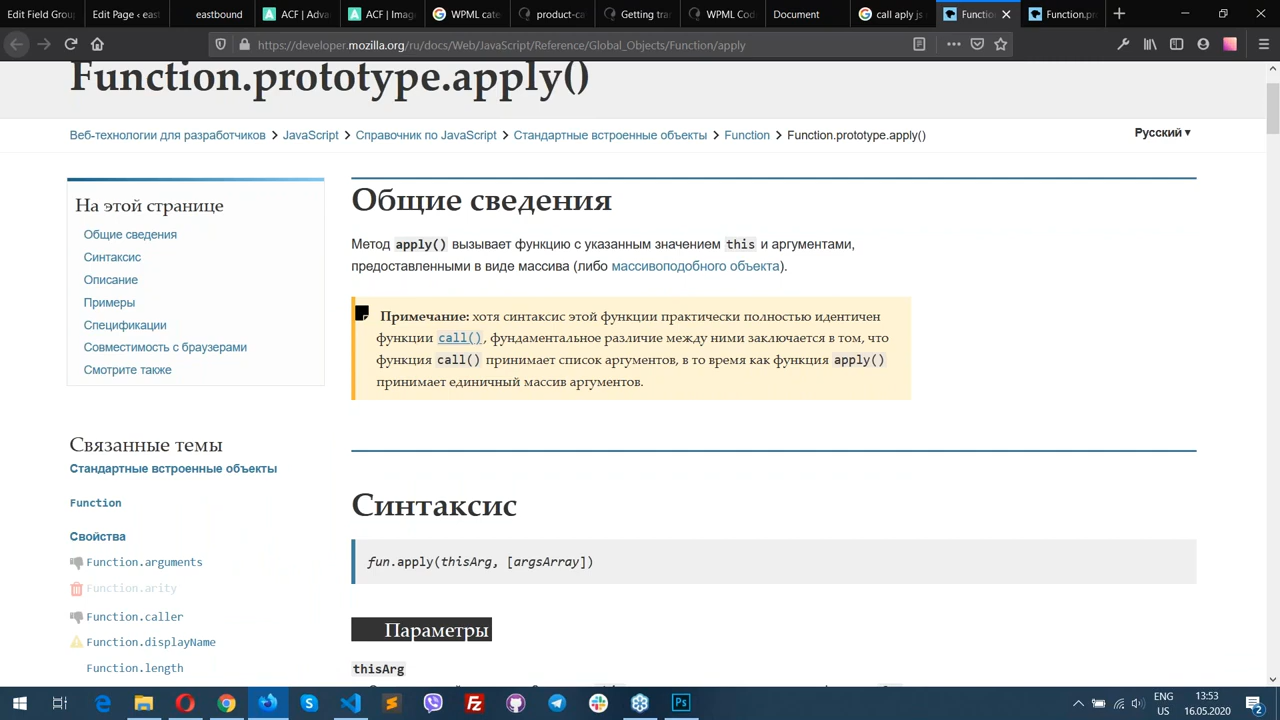 Edit Field Group
Edit Page ‹ east
eastbound
ACF | Adva
ACF | Imag
WPML cate
product-ca
Getting tra
WPML Cod
Document
call aply js
Function
Function.pr
https://developer.mozilla.org/ru/docs/Web/JavaScript/Reference/Global_Objects/Function/apply
Function.prototype.apply()
Веб-технологии для разработчиков
JavaScript
Справочник по JavaScript
Стандартные встроенные объекты
Function
Function.prototype.apply()
Русский ▾
На этой странице
Общие сведения
Синтаксис
Описание
Примеры
Спецификации
Совместимость с браузерами
Смотрите также
Связанные темы
Стандартные встроенные объекты
Function
Свойства
Function.arguments
Function.arity
Function.caller
Function.displayName
Function.length
Общие сведения
Метод apply() вызывает функцию с указанным значением this и аргументами,
предоставленными в виде массива (либо массивоподобного объекта).
Примечание: хотя синтаксис этой функции практически полностью идентичен
функции call(), фундаментальное различие между ними заключается в том, что
функция call() принимает список аргументов, в то время как функция apply()
принимает единичный массив аргументов.
Синтаксис
fun.apply(thisArg, [argsArray])
Параметры
thisArg
ENG
US
13:53
16.05.2020
2